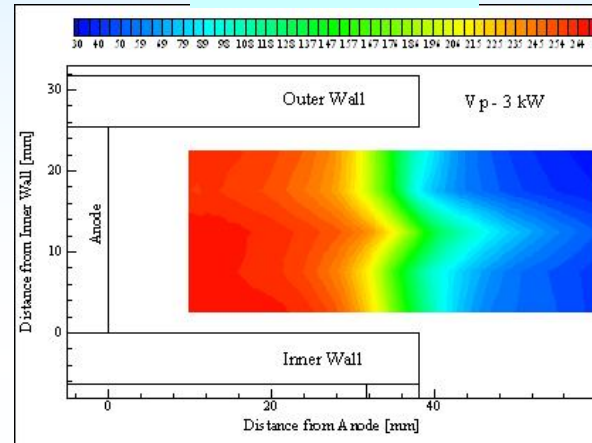 30 40 50 59 69 79 89 98 108 118 128 137 147 157 167 176 186 196 206 215 225 235 245 254 264
Outer Wall
Vp - 3 kW
30
20
10
0
Distance from Inner Wall [mm]
Anode
Inner Wall
0 20 40
Distance from Anode [mm]